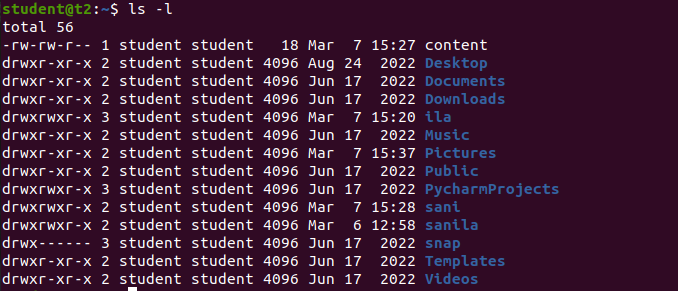 student@t2:~$ ls -l
total 56
-rw-rw-r-- 1 student student   18 Mar  7 15:27 content
drwxr-xr-x 2 student student 4096 Aug 24  2022 Desktop
drwxr-xr-x 2 student student 4096 Jun 17  2022 Documents
drwxr-xr-x 2 student student 4096 Jun 17  2022 Downloads
drwxrwxr-x 3 student student 4096 Mar  7 15:20 ila
drwxr-xr-x 2 student student 4096 Jun 17  2022 Music
drwxr-xr-x 2 student student 4096 Mar  7 15:37 Pictures
drwxr-xr-x 2 student student 4096 Jun 17  2022 Public
drwxrwxr-x 3 student student 4096 Jun 17  2022 PycharmProjects
drwxrwxr-x 2 student student 4096 Mar  7 15:28 sani
drwxrwxr-x 2 student student 4096 Mar  6 12:58 sanila
drwx------ 3 student student 4096 Jun 17  2022 snap
drwxr-xr-x 2 student student 4096 Jun 17  2022 Templates
drwxr-xr-x 2 student student 4096 Jun 17  2022 Videos